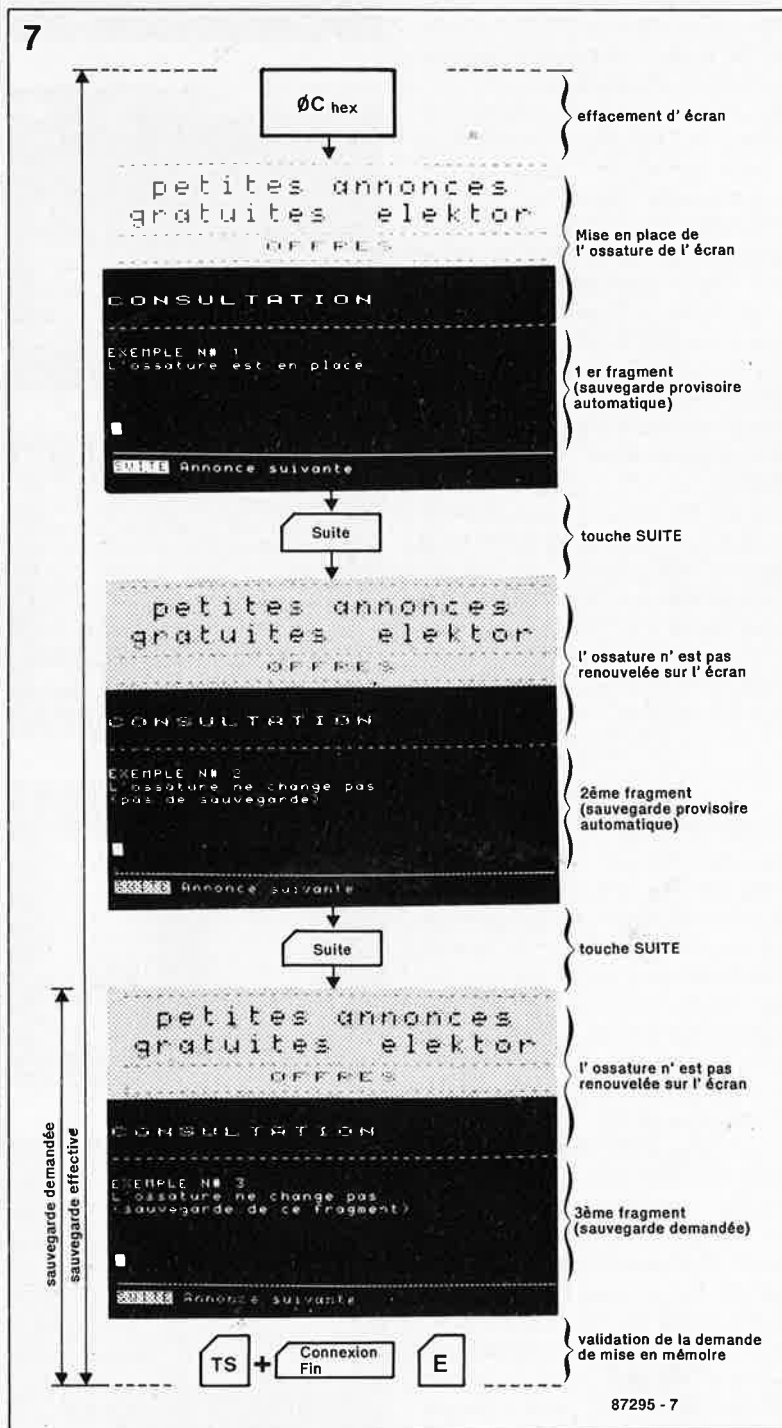 7
ØC hex
effacement d' écran
petites annonces
gratuites elektor
OFFRES
Mise en place de
l' ossature de l' écran
CONSULTATION
EXEMPLE N# 1
L'ossature est en place
1 er fragment
(sauvegarde provisoire
automatique)
SUITE Annonce suivante
Suite
touche SUITE
petites annonces
gratuites elektor
OFFRES
l' ossature n' est pas
renouvelée sur l' écran
CONSULTATION
EXEMPLE N# 2
L'ossature ne change pas
(pas de sauvegarde)
2ème fragment
(sauvegarde provisoire
automatique)
SUITE Annonce suivante
Suite
touche SUITE
petites annonces
gratuites elektor
OFFRES
l' ossature n' est pas
renouvelée sur l' écran
CONSULTATION
EXEMPLE N# 3
L'ossature ne change pas
(sauvegarde de ce fragment)
3ème fragment
(sauvegarde demandée)
SUITE Annonce suivante
sauvegarde demandée
sauvegarde effective
TS + Connexion
Fin
E
validation de la demande
de mise en mémoire
87295 - 7